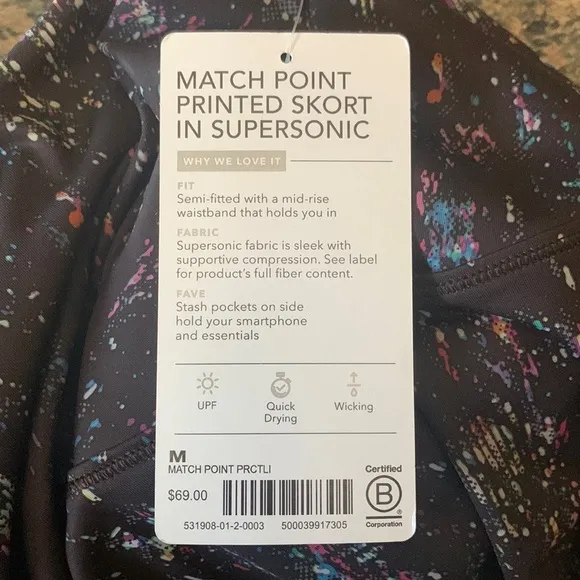 MATCH POINT
PRINTED SKORT
IN SUPERSONIC
WHY WE LOVE IT
FIT
Semi-fitted with a mid-rise
waistband that holds you in
FABRIC
Supersonic fabric is sleek with
supportive compression. See label
for product's full fiber content.
FAVE
Stash pockets on side
hold your smartphone
and essentials
UPF
Quick
Drying
Wicking
M
MATCH POINT PRCTLI
$69.00
531908-01-2-0003 500039917305
Certified
B
®
Corporation